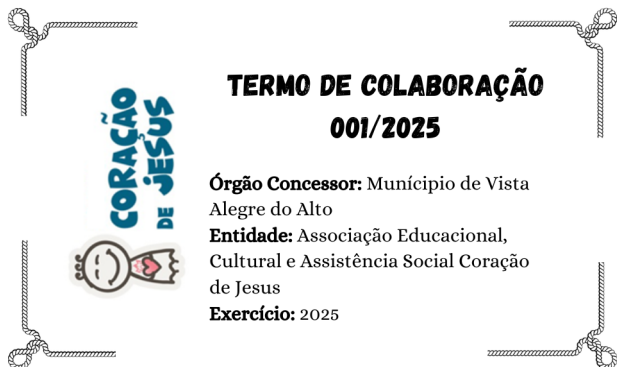 CORAÇÃO
DE JESUS
TERMO DE COLABORAÇÃO
001/2025
Órgão Concessor: Munícipio de Vista
Alegre do Alto
Entidade: Associação Educacional,
Cultural e Assistência Social Coração
de Jesus
Exercício: 2025